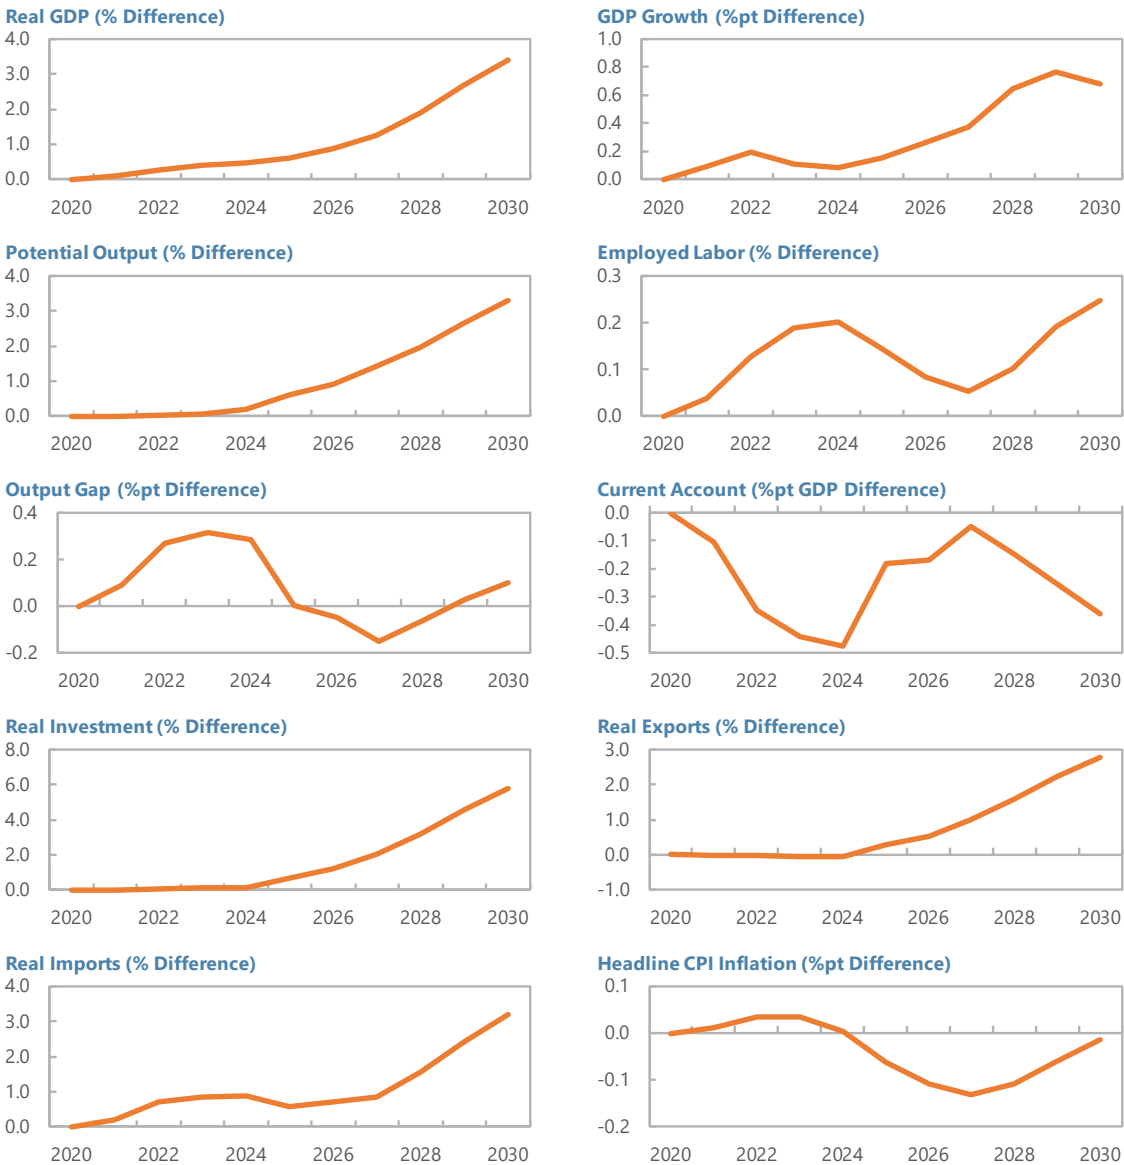 Real GDP (% Difference)
4.0
3.0
2.0
1.0
0.0
2020 2022 2024 2026 2028 2030
GDP Growth (%pt Difference)
1.0
0.8
0.6
0.4
0.2
0.0
2020 2022 2024 2026 2028 2030
Potential Output (% Difference)
4.0
3.0
2.0
1.0
0.0
2020 2022 2024 2026 2028 2030
Employed Labor (% Difference)
0.3
0.2
0.1
0.0
2020 2022 2024 2026 2028 2030
Output Gap (%pt Difference)
0.4
0.2
0.0
-0.2
2020 2022 2024 2026 2028 2030
Current Account (%pt GDP Difference)
0.0
-0.1
-0.2
-0.3
-0.4
-0.5
2020 2022 2024 2026 2028 2030
Real Investment (% Difference)
8.0
6.0
4.0
2.0
0.0
2020 2022 2024 2026 2028 2030
Real Exports (% Difference)
3.0
2.0
1.0
0.0
-1.0
2020 2022 2024 2026 2028 2030
Real Imports (% Difference)
4.0
3.0
2.0
1.0
0.0
2020 2022 2024 2026 2028 2030
Headline CPI Inflation (%pt Difference)
0.1
0.0
-0.1
-0.2
2020 2022 2024 2026 2028 2030